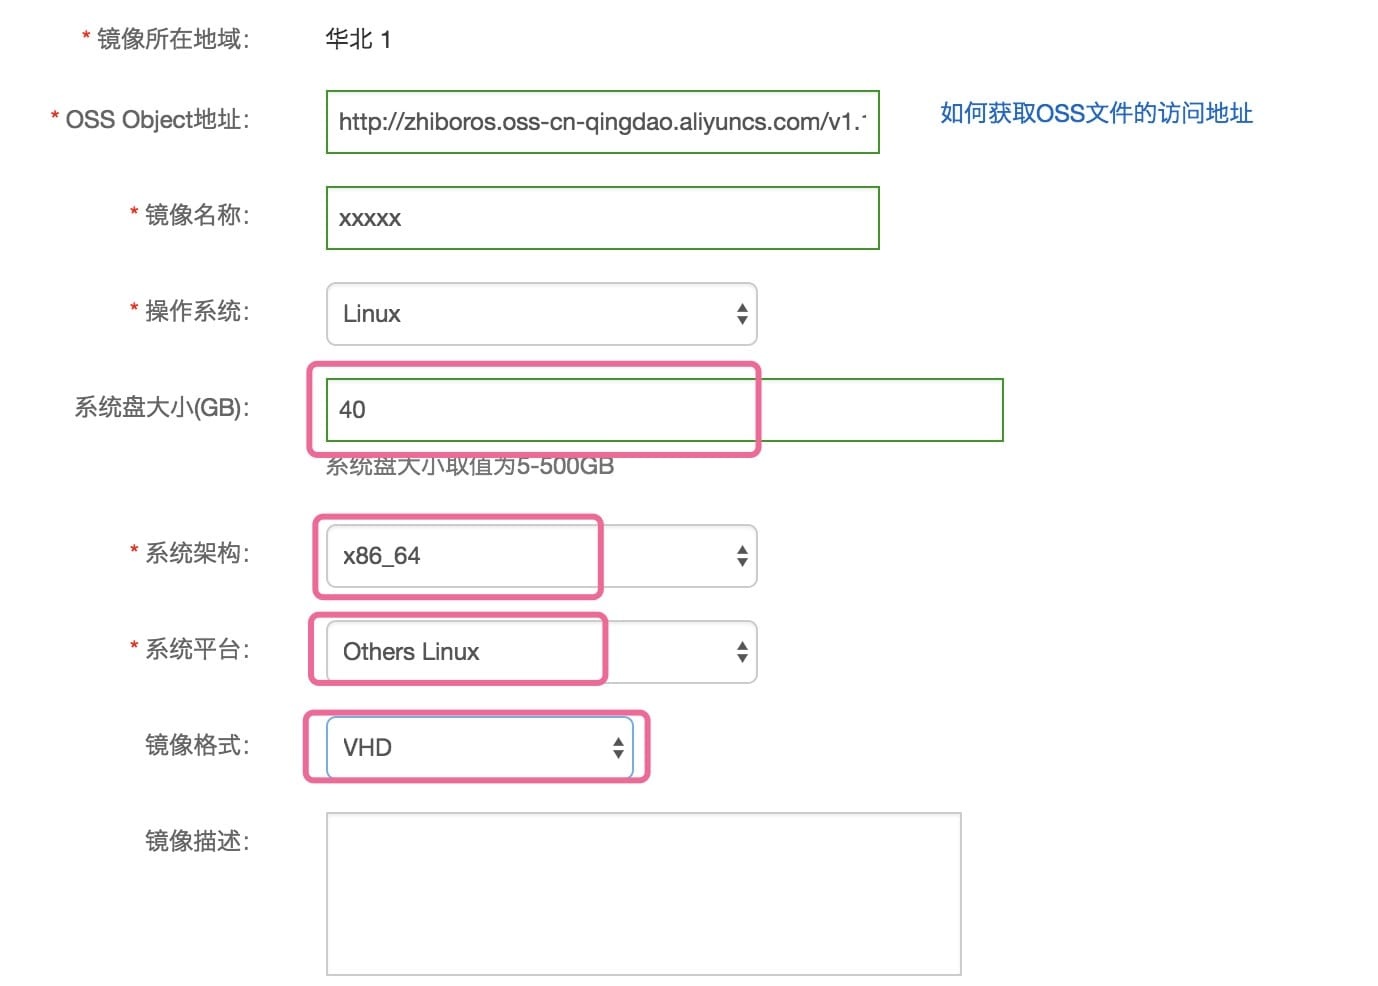 * 镜像所在地域: 华北 1
* OSS Object地址: http://zhiboros.oss-cn-qingdao.aliyuncs.com/v1. 如何获取OSS文件的访问地址
* 镜像名称: xxxxx
* 操作系统: Linux
系统盘大小(GB): 40
系统盘大小取值为5-500GB
* 系统架构: x86_64
* 系统平台: Others Linux
镜像格式: VHD
镜像描述: